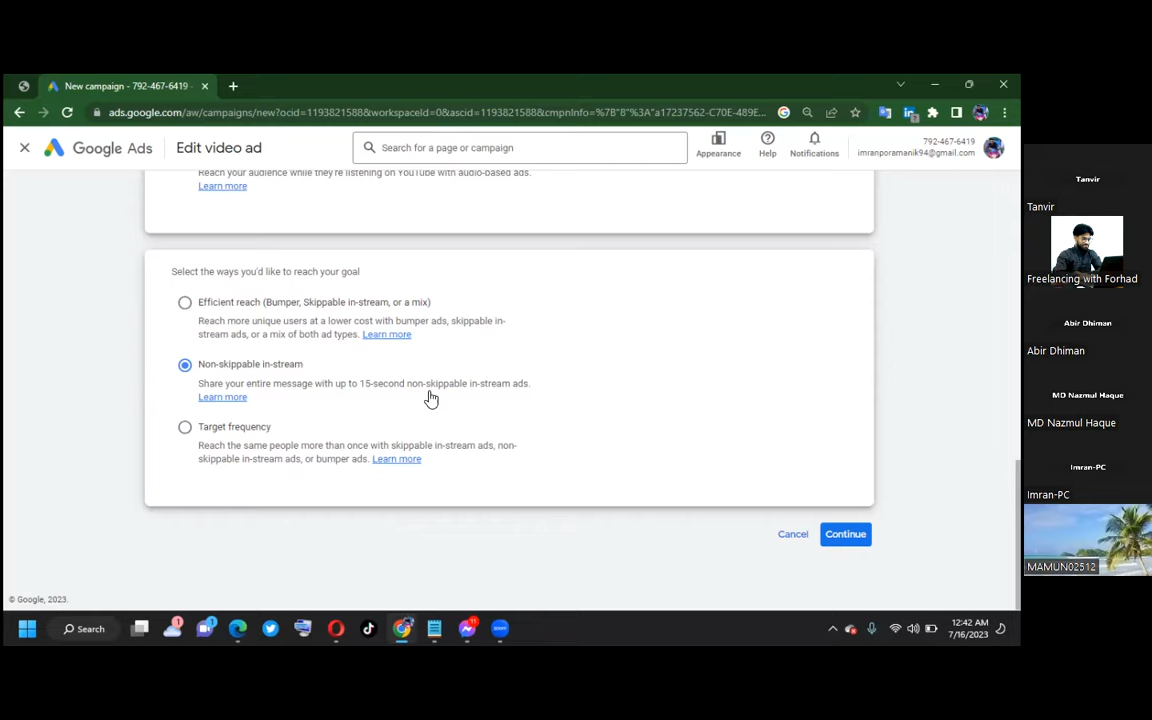 New campaign - 792-467-6419 -
ads.google.com/aw/campaigns/new?ocid=1193821588&workspaceId=0&ascid=1193821588&cmpnInfo=%7B"8"%3A"a17237562-C70E-489E...
Google Ads
Edit video ad
Search for a page or campaign
Appearance
Help
Notifications
792-467-6419
imranporamanik94@gmail.com
Reach your audience while they're listening on YouTube with audio-based ads.
Learn more
Select the ways you'd like to reach your goal
Efficient reach (Bumper, Skippable in-stream, or a mix)
Reach more unique users at a lower cost with bumper ads, skippable in-
stream ads, or a mix of both ad types. Learn more
Non-skippable in-stream
Share your entire message with up to 15-second non-skippable in-stream ads.
Learn more
Target frequency
Reach the same people more than once with skippable in-stream ads, non-
skippable in-stream ads, or bumper ads. Learn more
Cancel
Continue
© Google, 2023.
Search
1
1
11
zoom
12:42 AM
7/16/2023
Tanvir
Tanvir
Freelancing with Forhad
Abir Dhiman
Abir Dhiman
MD Nazmul Haque
MD Nazmul Haque
Imran-PC
Imran-PC
MAMUN02512